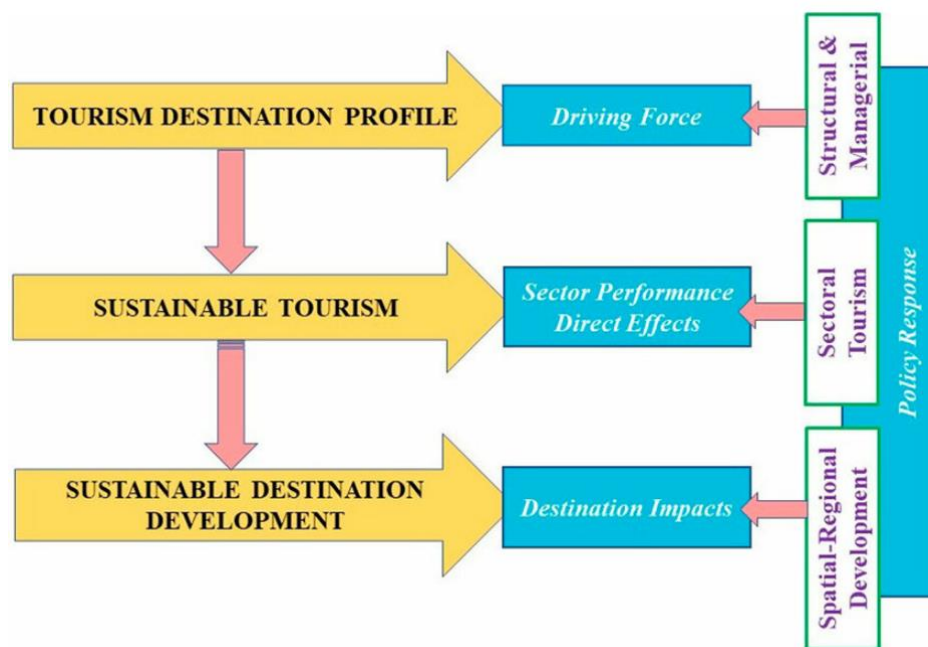 TOURISM DESTINATION PROFILE
Driving Force
Structural &
Managerial
SUSTAINABLE TOURISM
Sector Performance
Direct Effects
Sectoral
Tourism
Policy Response
SUSTAINABLE DESTINATION
DEVELOPMENT
Destination Impacts
Spatial-Regional
Development